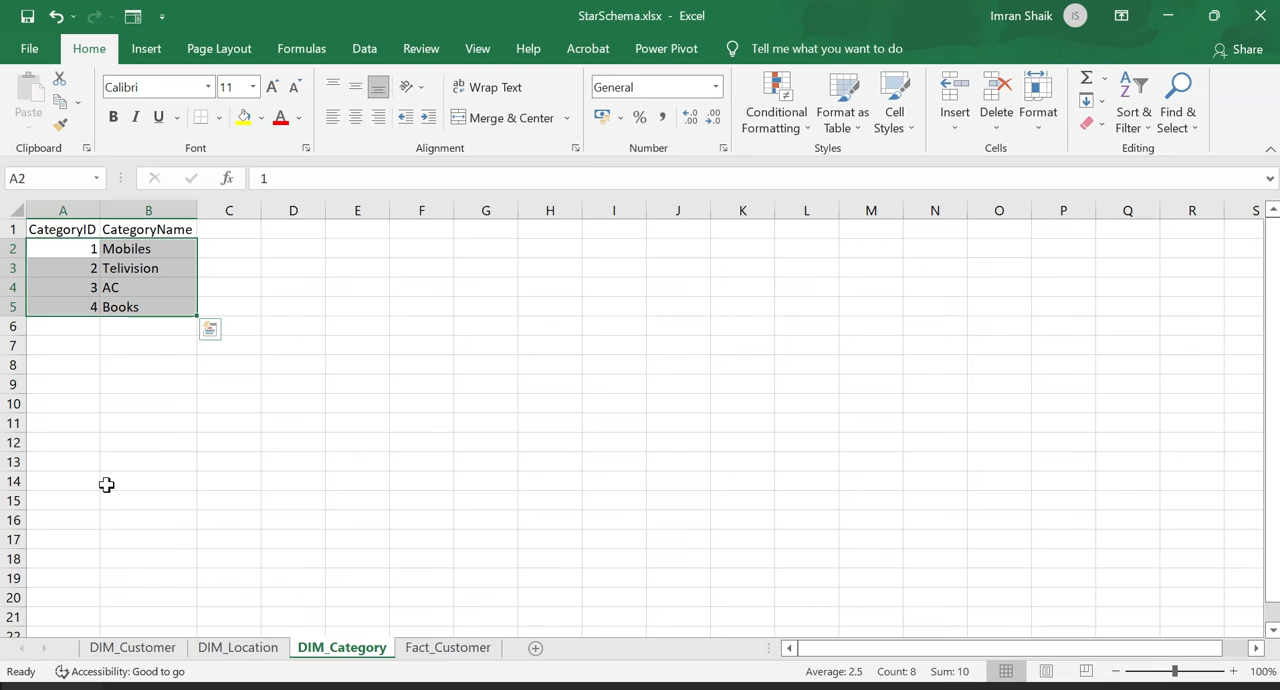 StarSchema.xlsx - Excel
Imran Shaik IS
File Home Insert Page Layout Formulas Data Review View Help Acrobat Power Pivot Tell me what you want to do Share
Paste
Clipboard
Calibri 11
B I U A
Font
Wrap Text
Merge & Center
Alignment
General
Number
Conditional Formatting
Format as Table
Cell Styles
Styles
Insert Delete Format
Cells
Sort & Filter
Find & Select
Editing
A2 fx 1
A B C D E F G H I J K L M N O P Q R S
1 CategoryID CategoryName
2 1 Mobiles
3 2 Telivision
4 3 AC
5 4 Books
6
7
8
9
10
11
12
13
14
15
16
17
18
19
20
21
22
DIM_Customer DIM_Location DIM_Category Fact_Customer
Ready Accessibility: Good to go Average: 2.5 Count: 8 Sum: 10 100%